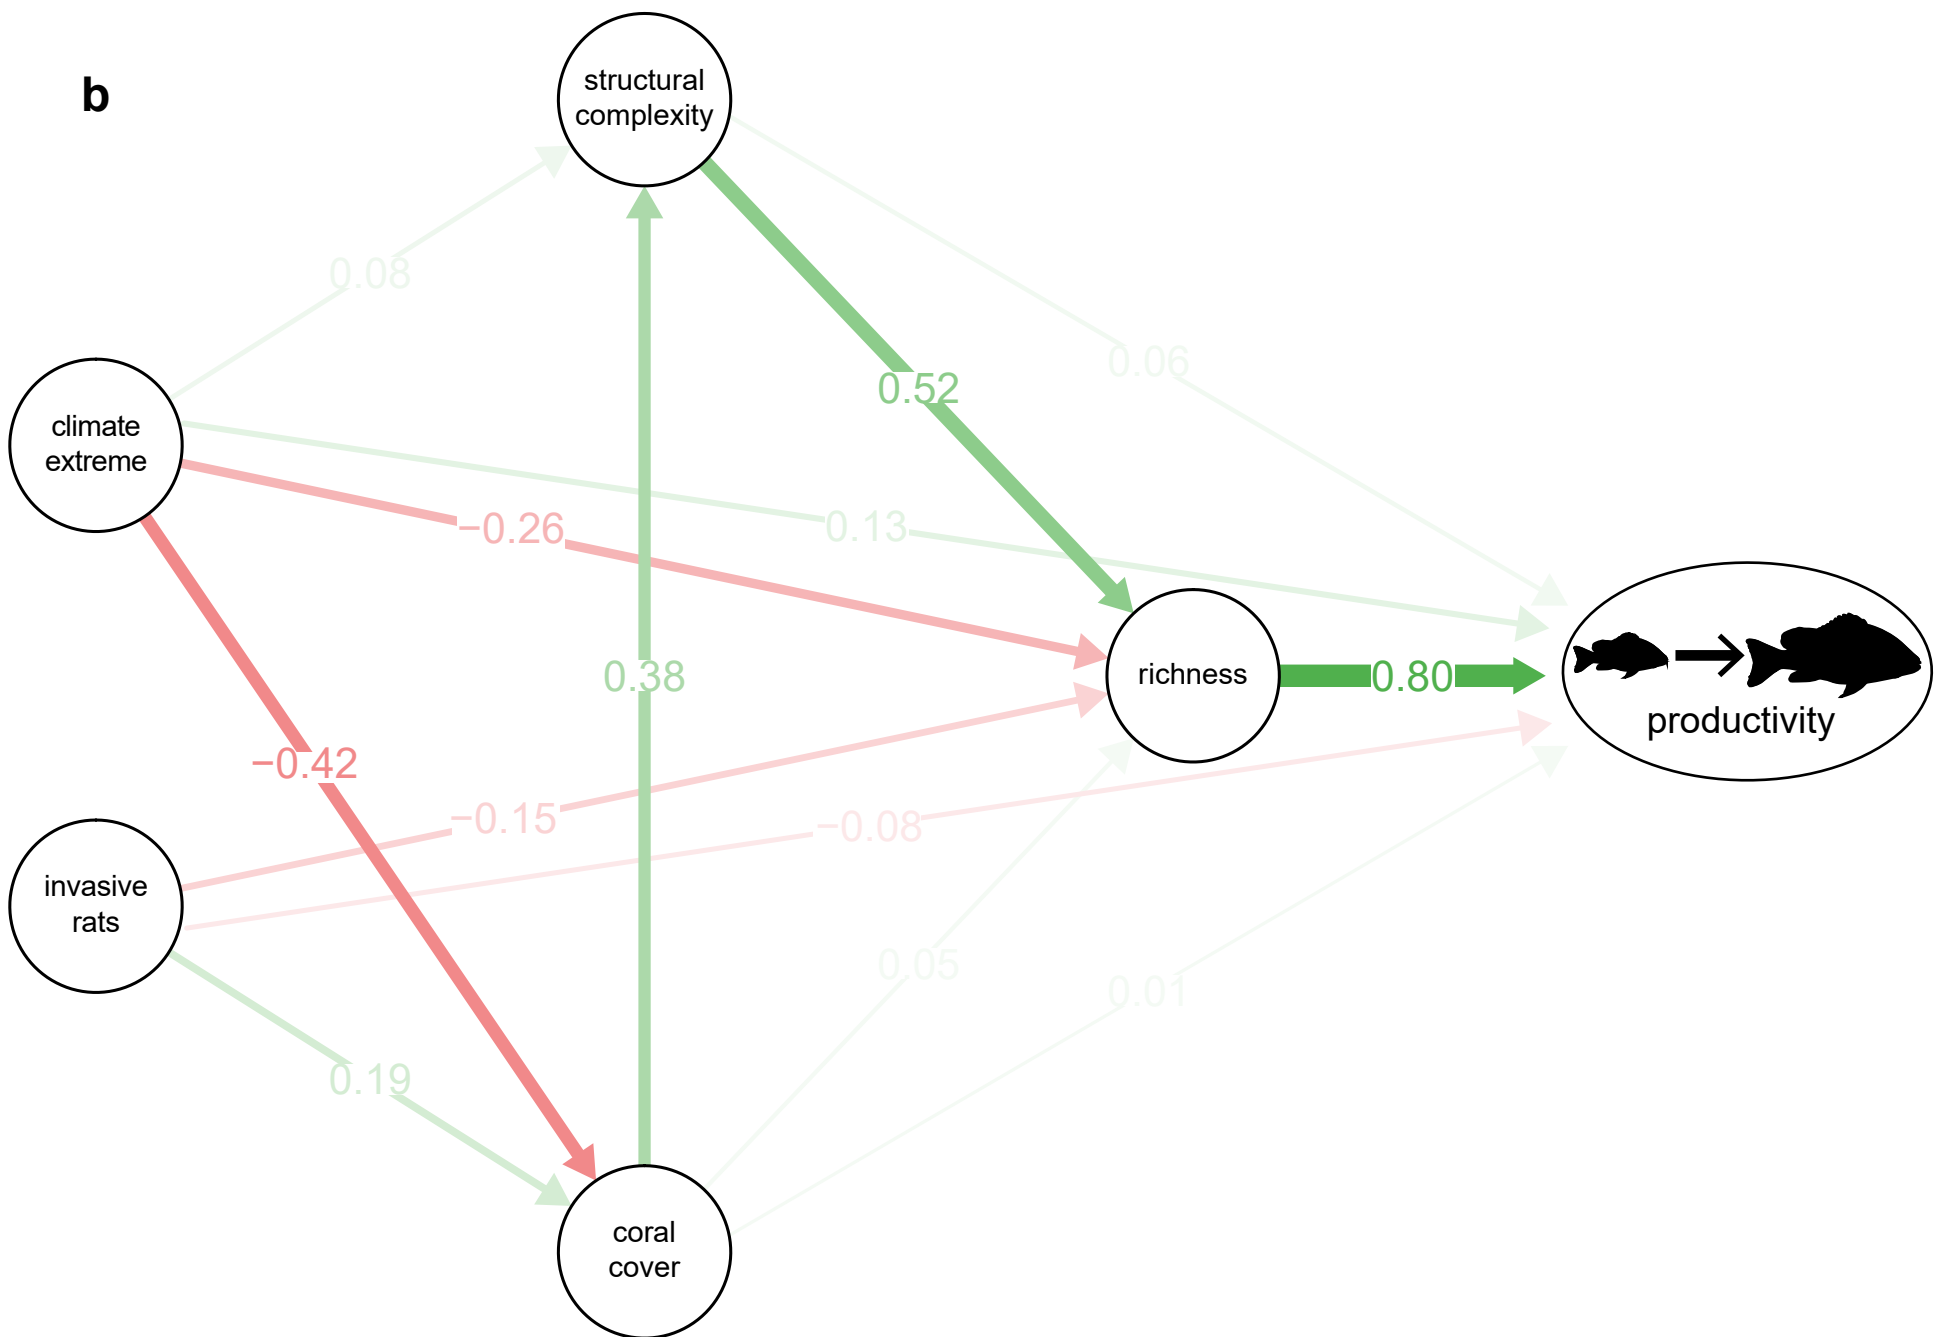 b
structural
complexity
0.08
0.06
0.52
climate
extreme
−0.26
0.13
0.38
richness
0.80
productivity
−0.42
−0.15
−0.08
invasive
rats
0.05
0.01
0.19
coral
cover